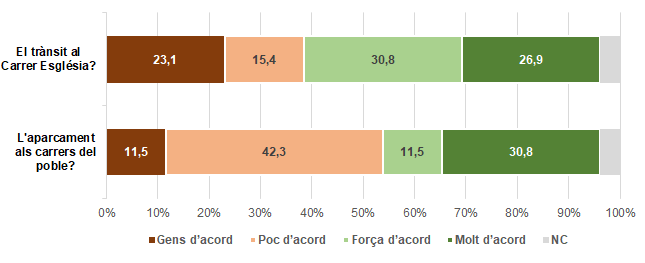 El trànsit al
Carrer Església?
23,1 15,4 30,8 26,9
L'aparcament
als carrers del
poble?
11,5 42,3 11,5 30,8
0% 10% 20% 30% 40% 50% 60% 70% 80% 90% 100%
Gens d'acord Poc d'acord Força d'acord Molt d'acord NC